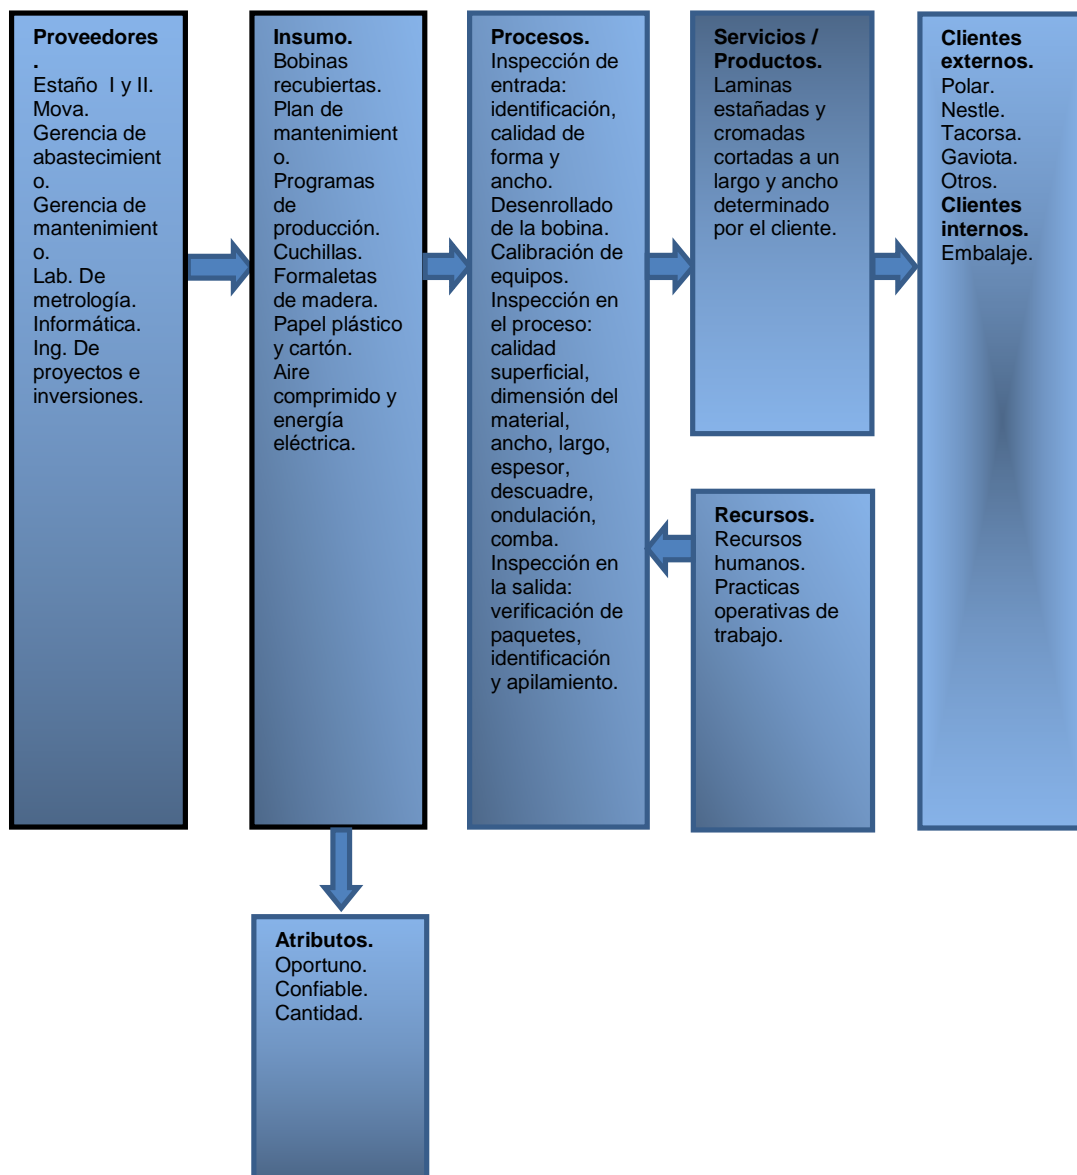 Proveedores
.
Estaño I y II.
Mova.
Gerencia de
abastecimient
o.
Gerencia de
mantenimient
o.
Lab. De
metrología.
Informática.
Ing. De
proyectos e
inversiones.
Insumo.
Bobinas
recubiertas.
Plan de
mantenimient
o.
Programas
de
producción.
Cuchillas.
Formaletas
de madera.
Papel plástico
y cartón.
Aire
comprimido y
energía
eléctrica.
Procesos.
Inspección de
entrada:
identificación,
calidad de
forma y
ancho.
Desenrollado
de la bobina.
Calibración de
equipos.
Inspección en
el proceso:
calidad
superficial,
dimensión del
material,
ancho, largo,
espesor,
descuadre,
ondulación,
comba.
Inspección en
la salida:
verificación de
paquetes,
identificación
y apilamiento.
Servicios /
Productos.
Laminas
estañadas y
cromadas
cortadas a un
largo y ancho
determinado
por el cliente.
Clientes
externos.
Polar.
Nestle.
Tacorsa.
Gaviota.
Otros.
Clientes
internos.
Embalaje.
Recursos.
Recursos
humanos.
Practicas
operativas de
trabajo.
Atributos.
Oportuno.
Confiable.
Cantidad.